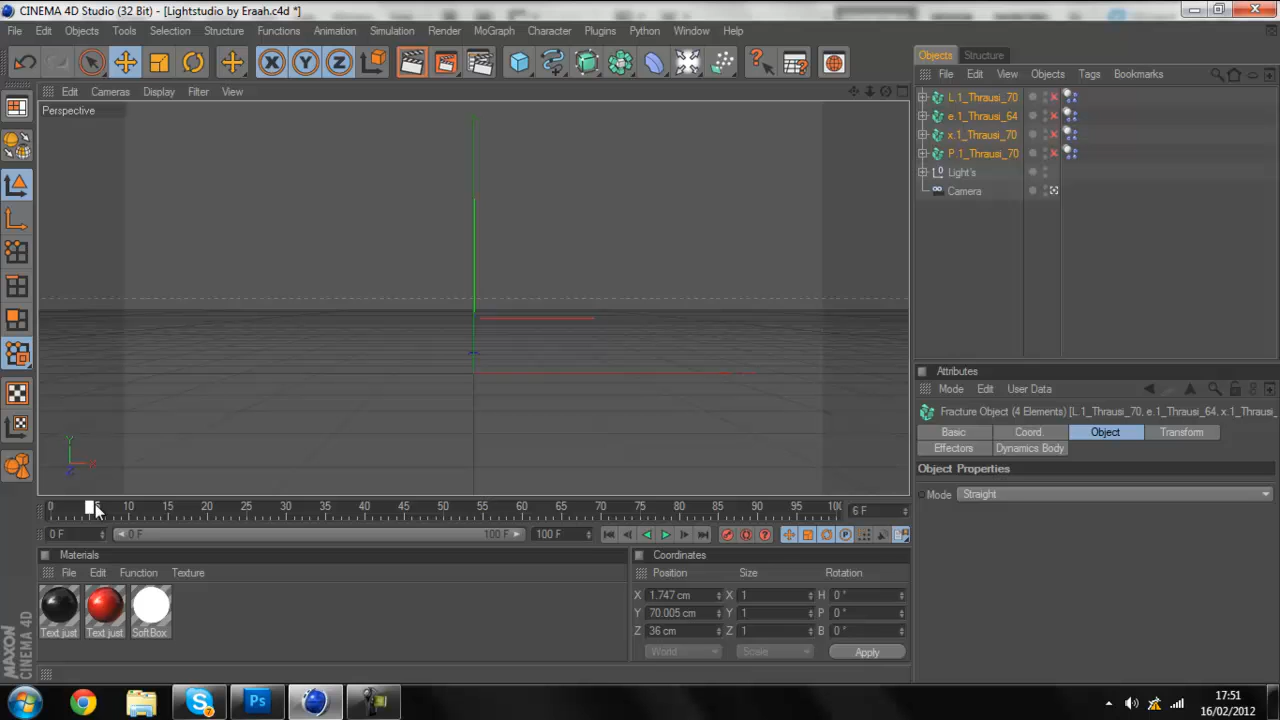 CINEMA 4D Studio (32 Bit) - [Lightstudio by Eraah.c4d *]
File Edit Objects Tools Selection Structure Functions Animation Simulation Render MoGraph Character Plugins Python Window Help
X Y Z
Objects Structure
File Edit View Objects Tags Bookmarks
Edit Cameras Display Filter View
Perspective
L.1_Thrausi_70
e.1_Thrausi_64
x.1_Thrausi_70
P.1_Thrausi_70
Light's
Camera
Attributes
Mode Edit User Data
Fracture Object (4 Elements) [L.1_Thrausi_70, e.1_Thrausi_64, x.1_Thrausi_
Basic Coord. Object Transform
Effectors Dynamics Body
Object Properties
Mode Straight
Y
X
Z
0 5 10 15 20 25 30 35 40 45 50 55 60 65 70 75 80 85 90 95 10(
6 F
0 F 0 F 100 F 100 F
P
Materials
File Edit Function Texture
Text just Text just SoftBox
Coordinates
Position Size Rotation
X 1.747 cm X 1 H 0 °
Y 70.005 cm Y 1 P 0 °
Z 36 cm Z 1 B 0 °
World Scale Apply
MAXON
CINEMA 4D
S 7
Ps
17:51
16/02/2012